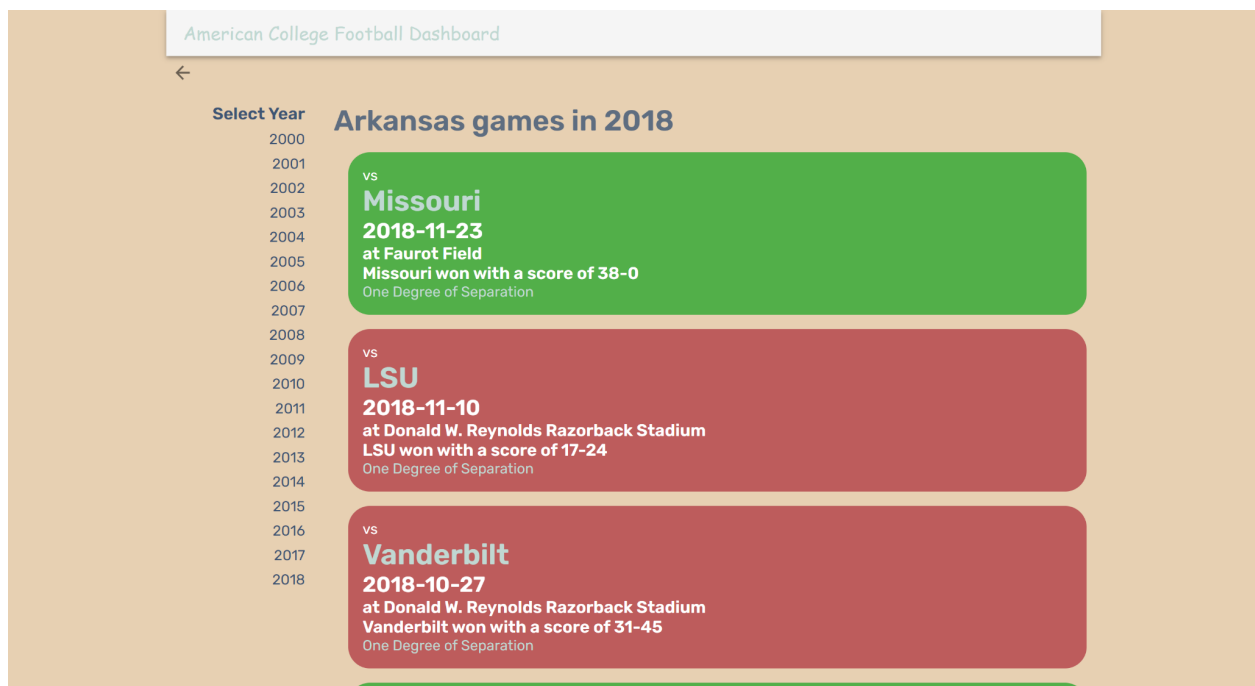 American College Football Dashboard
Select Year
2000
2001
2002
2003
2004
2005
2006
2007
2008
2009
2010
2011
2012
2013
2014
2015
2016
2017
2018
Arkansas games in 2018
vs
Missouri
2018-11-23
at Faurot Field
Missouri won with a score of 38-0
One Degree of Separation
vs
LSU
2018-11-10
at Donald W. Reynolds Razorback Stadium
LSU won with a score of 17-24
One Degree of Separation
vs
Vanderbilt
2018-10-27
at Donald W. Reynolds Razorback Stadium
Vanderbilt won with a score of 31-45
One Degree of Separation